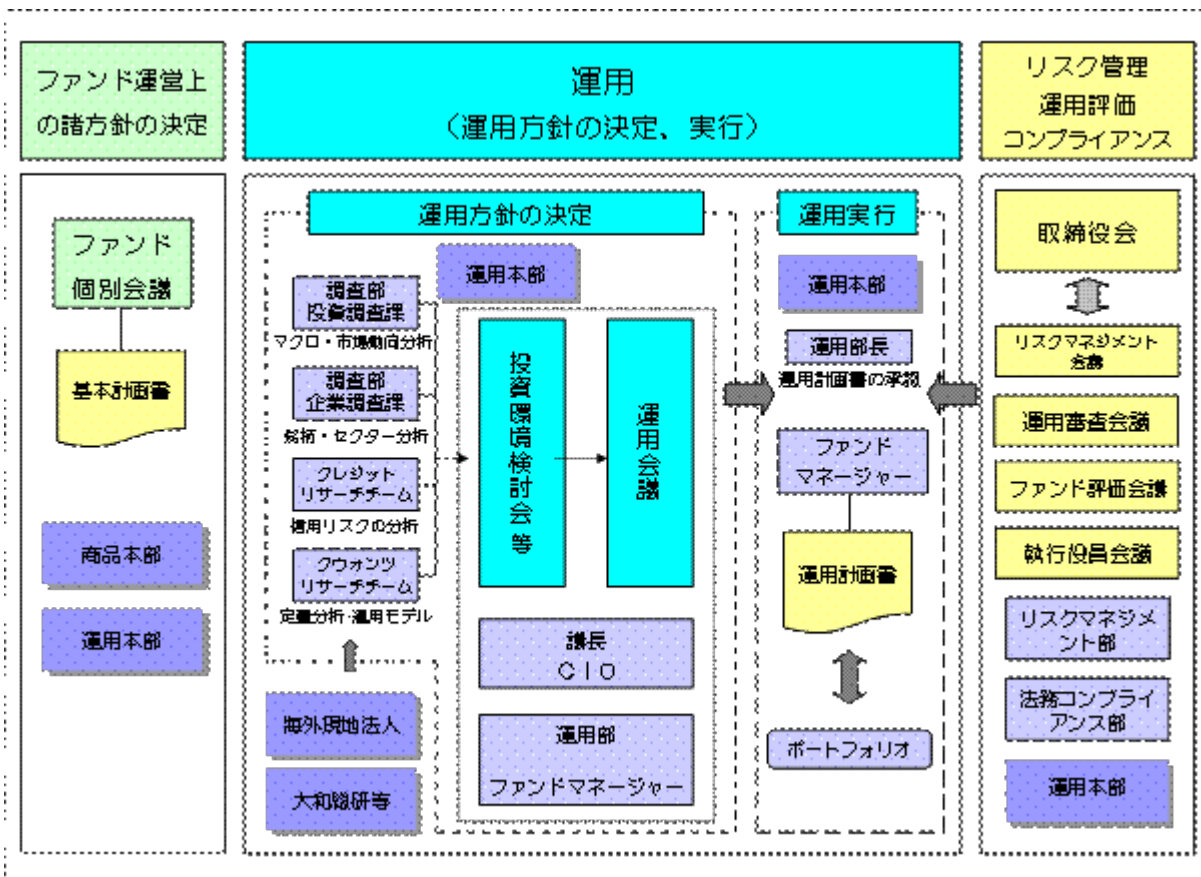 ファンド運営上
の諸方針の決定
運用
（運用方針の決定、実行）
リスク管理
運用評価
コンプライアンス
ファンド
個別会議
基本計画書
商品本部
運用本部
運用方針の決定
運用本部
調査部
投資調査課
マクロ・市場動向分析
調査部
企業調査課
銘柄・セクター分析
クレジット
リサーチチーム
信用リスクの分析
クウォンツ
リサーチチーム
定量分析・運用モデル
海外現地法人
大和総研等
投資環境検討会等
運用会議
議長
ＣＩＯ
運用部
ファンドマネージャー
運用実行
運用本部
運用部長
運用計画書の承認
ファンド
マネージャー
運用計画書
ポートフォリオ
取締役会
リスクマネジメント
会議
運用審査会議
ファンド評価会議
執行役員会議
リスクマネジメ
ント部
法務コンプライ
アンス部
運用本部